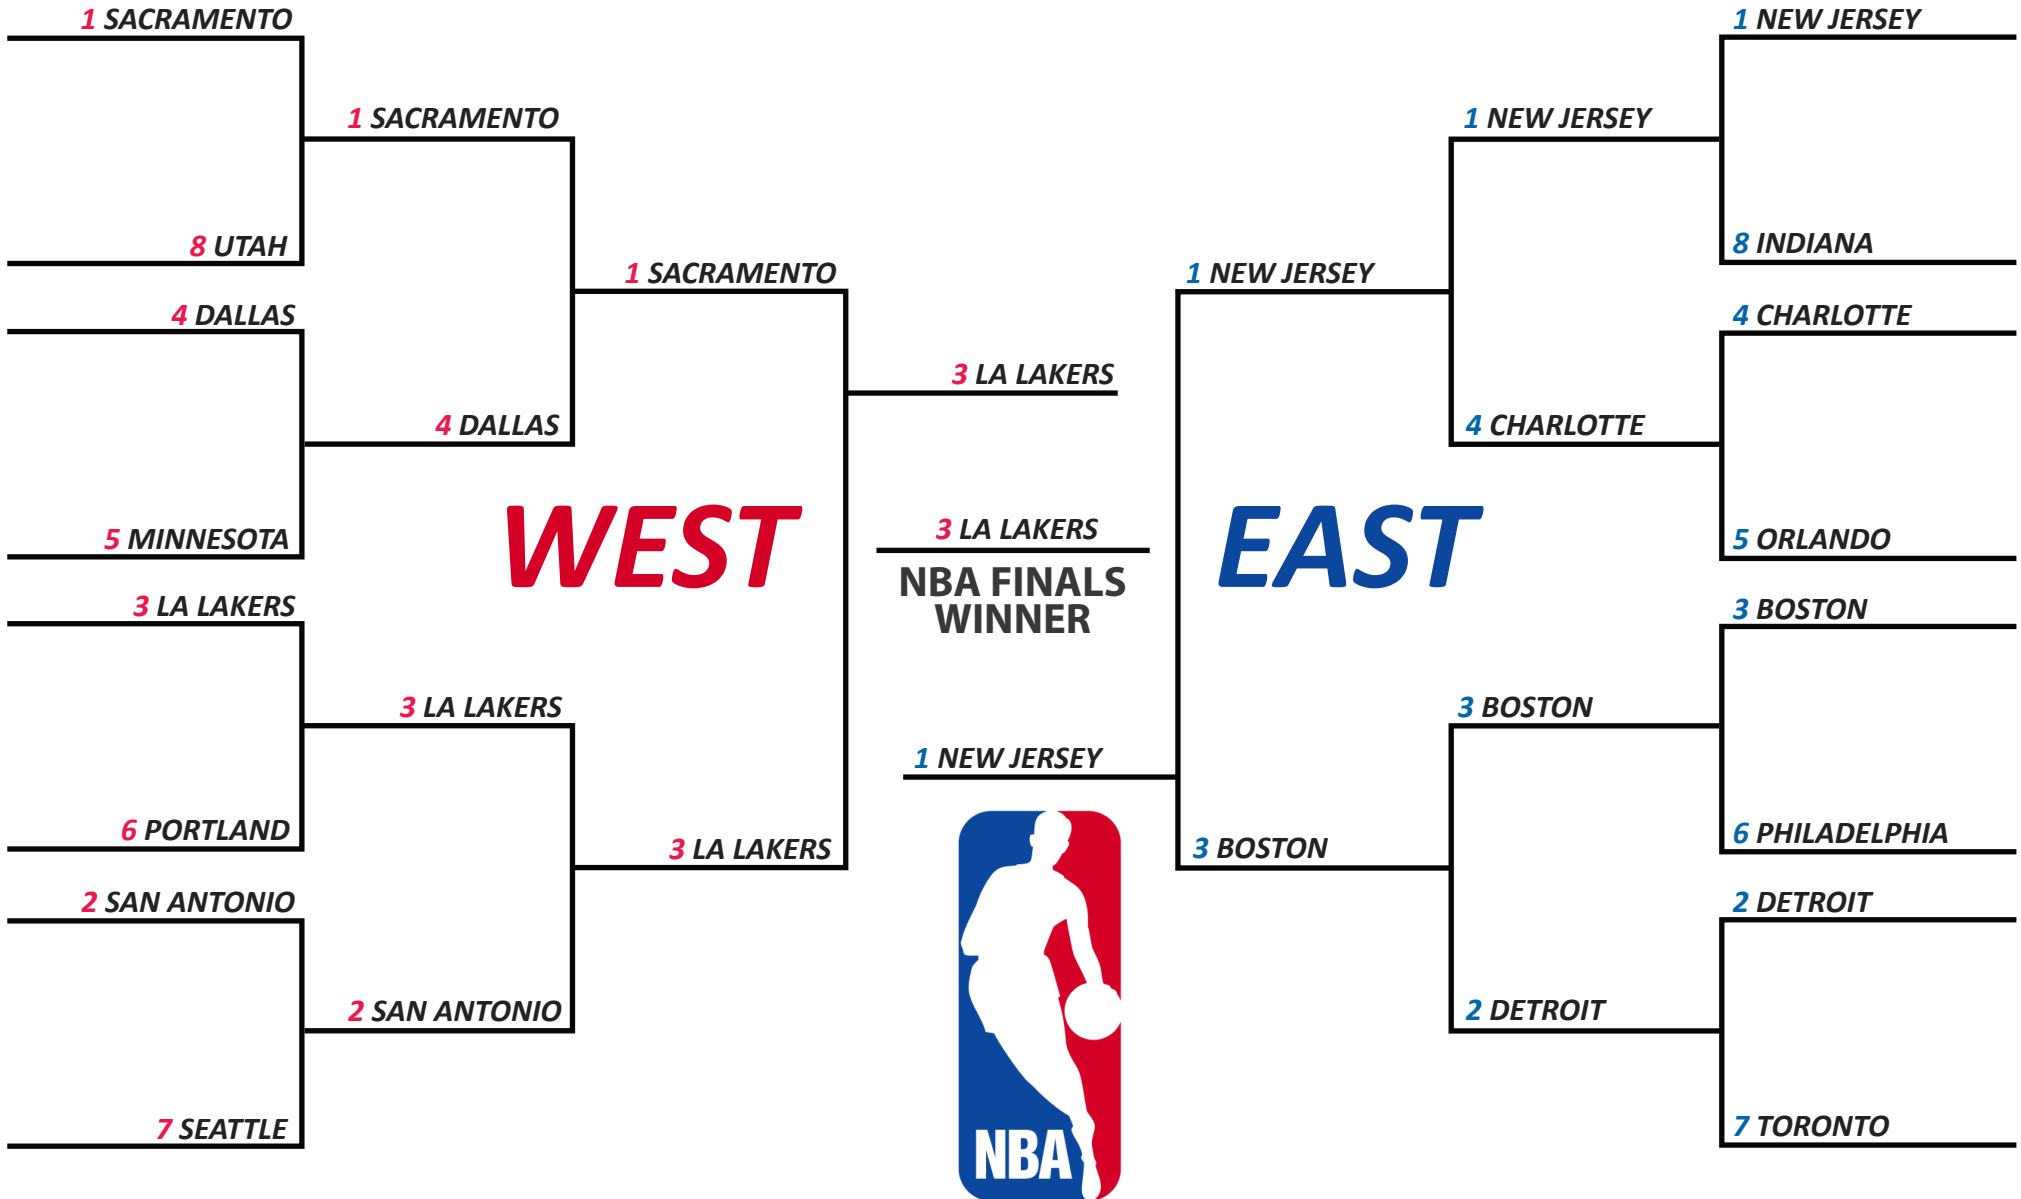 1 SACRAMENTO
8 UTAH
4 DALLAS
5 MINNESOTA
3 LA LAKERS
6 PORTLAND
2 SAN ANTONIO
7 SEATTLE
1 SACRAMENTO
4 DALLAS
3 LA LAKERS
2 SAN ANTONIO
1 SACRAMENTO
3 LA LAKERS
WEST
3 LA LAKERS
3 LA LAKERS
NBA FINALS
WINNER
1 NEW JERSEY
NBA
EAST
1 NEW JERSEY
3 BOSTON
1 NEW JERSEY
4 CHARLOTTE
3 BOSTON
2 DETROIT
1 NEW JERSEY
8 INDIANA
4 CHARLOTTE
5 ORLANDO
3 BOSTON
6 PHILADELPHIA
2 DETROIT
7 TORONTO